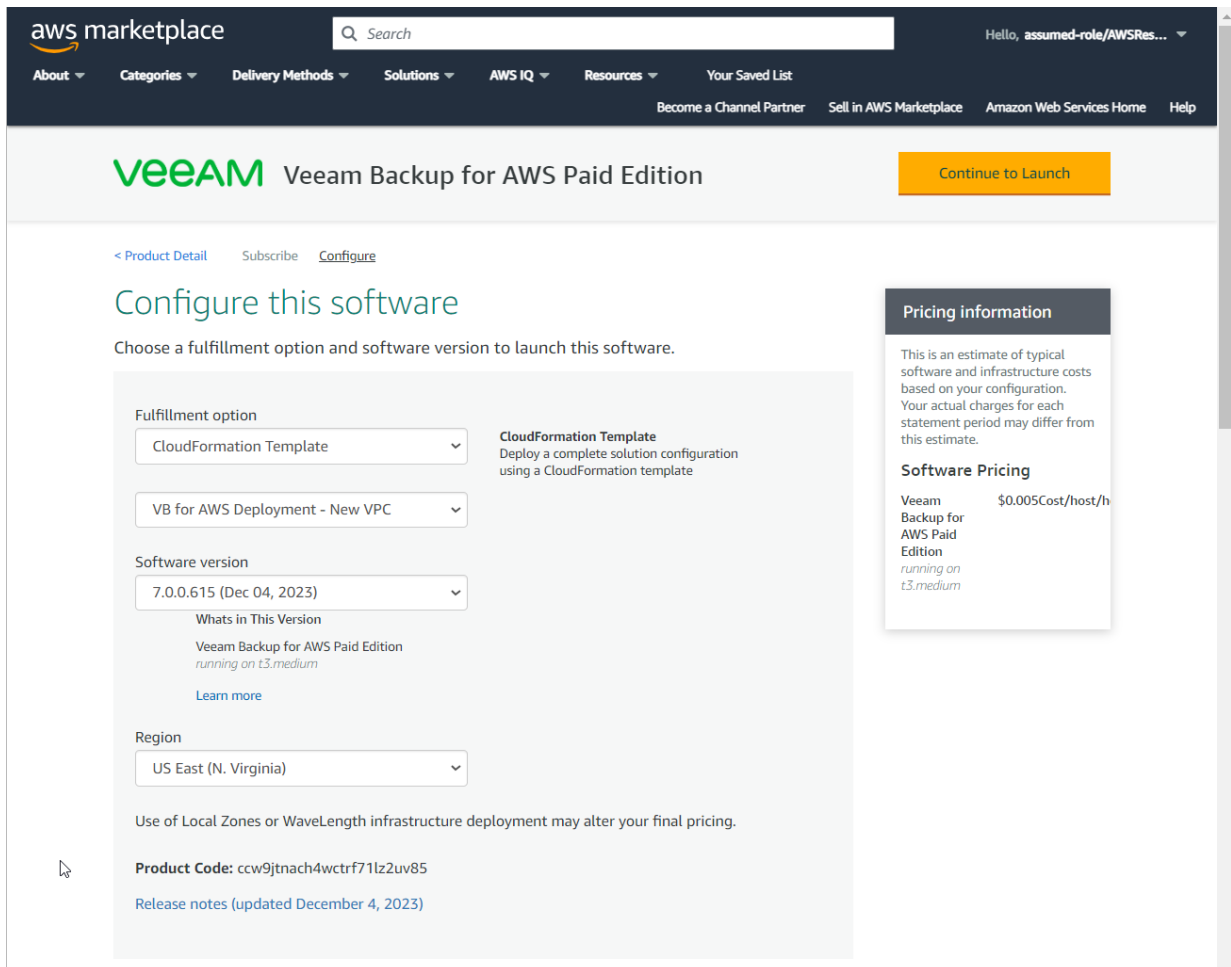 aws marketplace
Search
Hello, assumed-role/AWSRes...
About
Categories
Delivery Methods
Solutions
AWS IQ
Resources
Your Saved List
Become a Channel Partner
Sell in AWS Marketplace
Amazon Web Services Home
Help
veeAM
Veeam Backup for AWS Paid Edition
Continue to Launch
< Product Detail
Subscribe
Configure
Configure this software
Choose a fulfillment option and software version to launch this software.
Fulfillment option
CloudFormation Template
CloudFormation Template
Deploy a complete solution configuration
using a CloudFormation template
VB for AWS Deployment - New VPC
Software version
7.0.0.615 (Dec 04, 2023)
Whats in This Version
Veeam Backup for AWS Paid Edition
running on t3.medium
Learn more
Region
US East (N. Virginia)
Use of Local Zones or WaveLength infrastructure deployment may alter your final pricing.
Product Code: ccw9jtnach4wctrf71lz2uv85
Release notes (updated December 4, 2023)
Pricing information
This is an estimate of typical
software and infrastructure costs
based on your configuration.
Your actual charges for each
statement period may differ from
this estimate.
Software Pricing
Veeam
Backup for
AWS Paid
Edition
running on
t3.medium
$0.005Cost/host/h